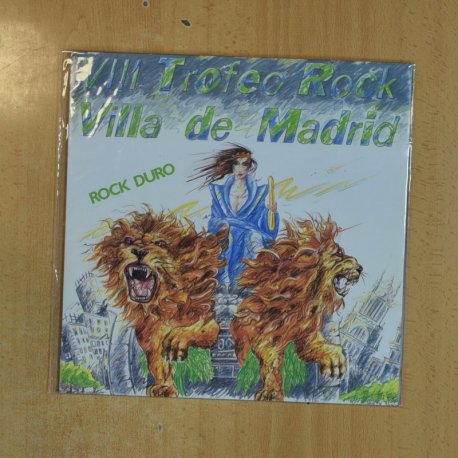 VIII Trofeo Rock
Villa de Madrid
ROCK DURO